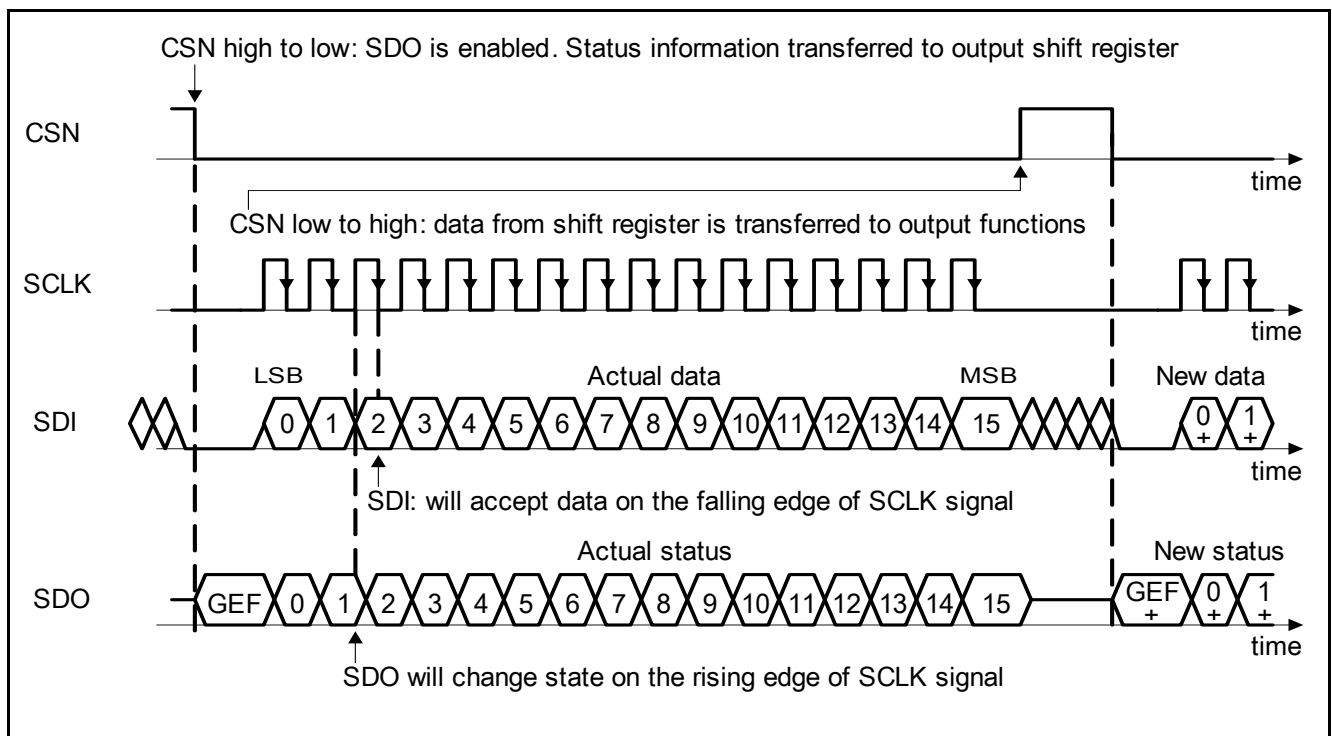 CSN high to low: SDO is enabled. Status information transferred to output shift register
CSN
time
CSN low to high: data from shift register is transferred to output functions
SCLK
time
LSB Actual data MSB New data
SDI
0 1 2 3 4 5 6 7 8 9 10 11 12 13 14 15 0 1
+ +
time
SDI: will accept data on the falling edge of SCLK signal
Actual status New status
SDO
GEF 0 1 2 3 4 5 6 7 8 9 10 11 12 13 14 15 GEF 0 1
+ + +
time
SDO will change state on the rising edge of SCLK signal